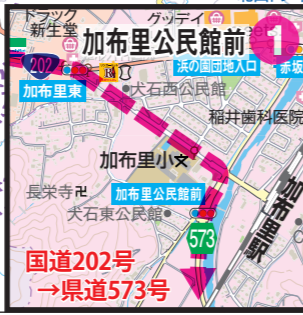 ドラッグ
新生堂
グッデイ
加布里公民館前
1
202
浜の園団地入口
赤坂
加布里東
犬石西公民館
稲井歯科医院
加布里小
長栄寺
加布里公民館前
犬石東公民館
573
加布里駅
国道202号
→県道573号